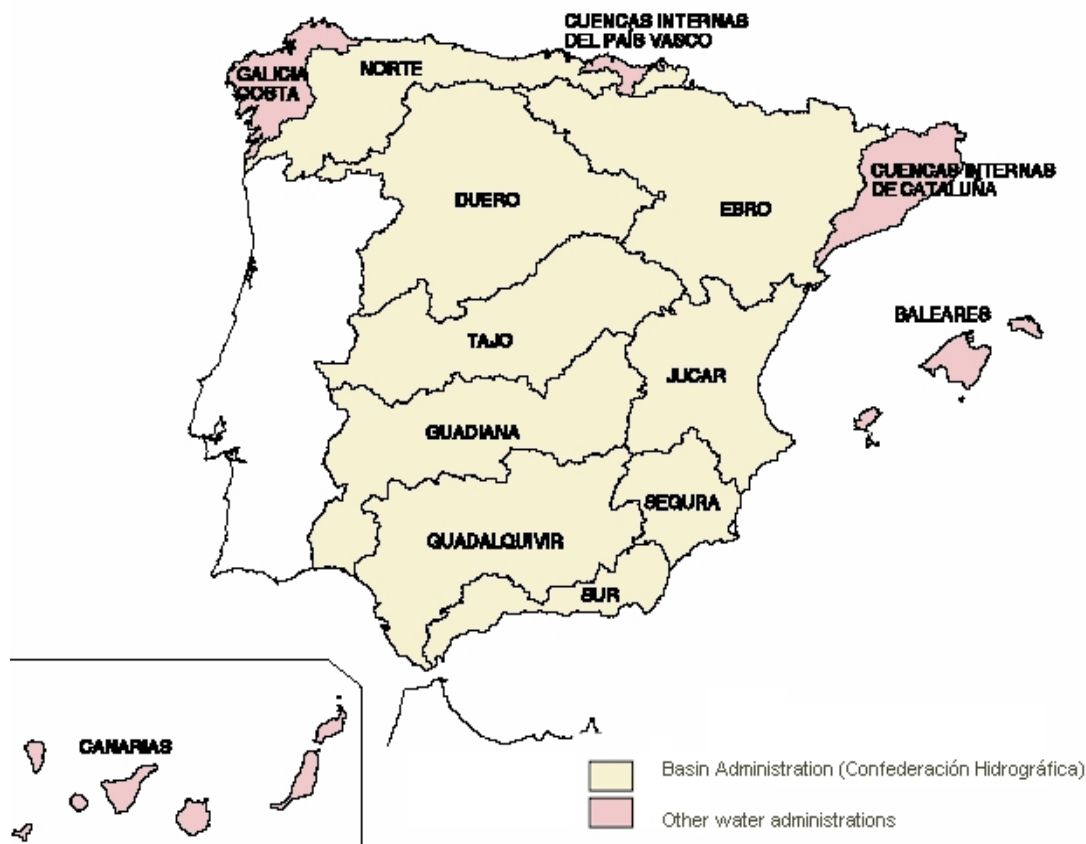 CUENCAS INTERNAS
DEL PAÍS VASCO
NORTE
GALICIA
COSTA
CUENCAS INTERNAS
DE CATALUÑA
DUERO
EBRO
BALEARES
TAJO
JUCAR
GUADIANA
SEGURA
GUADALQUIVIR
SUR
CANARIAS
Basin Administration (Confederación Hidrográfica)
Other water administrations